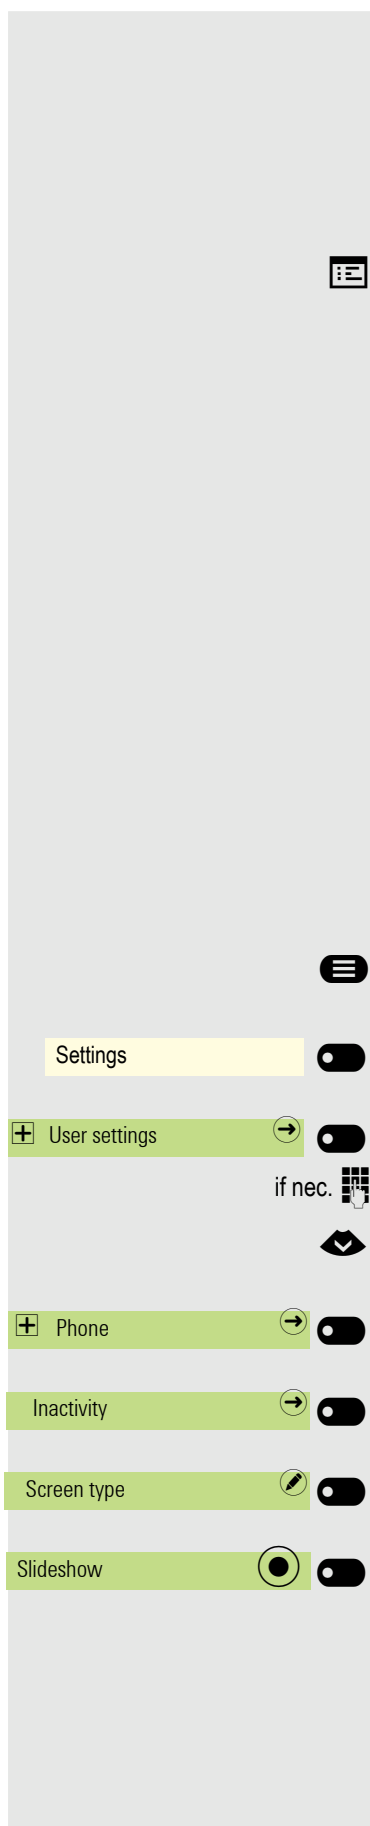 Settings
User settings
if nec.
Phone
Inactivity
Screen type
Slideshow